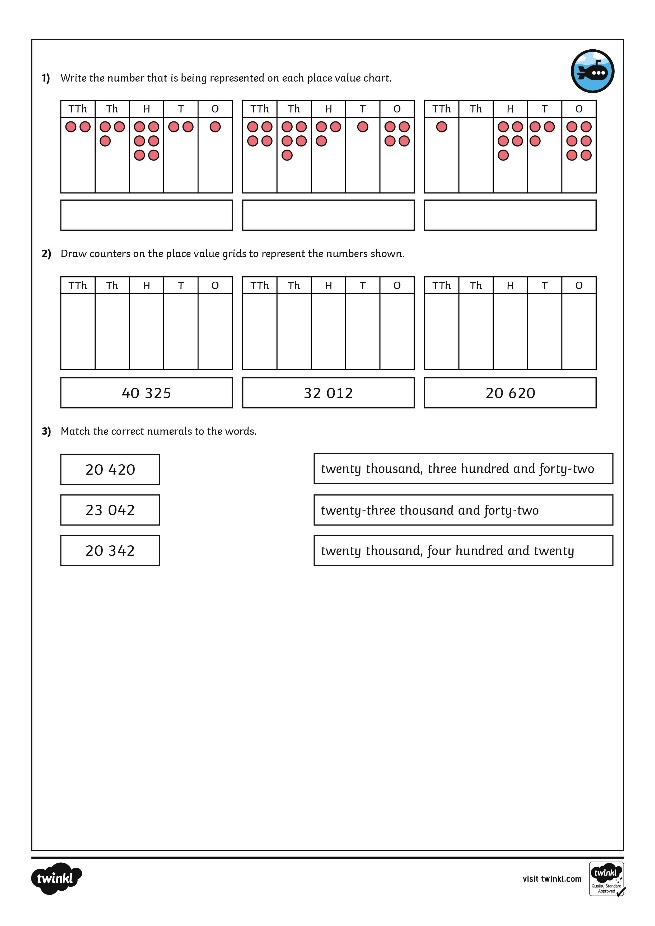 1) Write the number that is being represented on each place value chart.
TTh Th H T O TTh Th H T O TTh Th H T O
2) Draw counters on the place value grids to represent the numbers shown.
TTh Th H T O TTh Th H T O TTh Th H T O
40 325 32 012 20 620
3) Match the correct numerals to the words.
20 420 twenty thousand, three hundred and forty-two
23 042 twenty-three thousand and forty-two
20 342 twenty thousand, four hundred and twenty
twinkl visit twinkl.com twinkl
Quality Standard
Approved